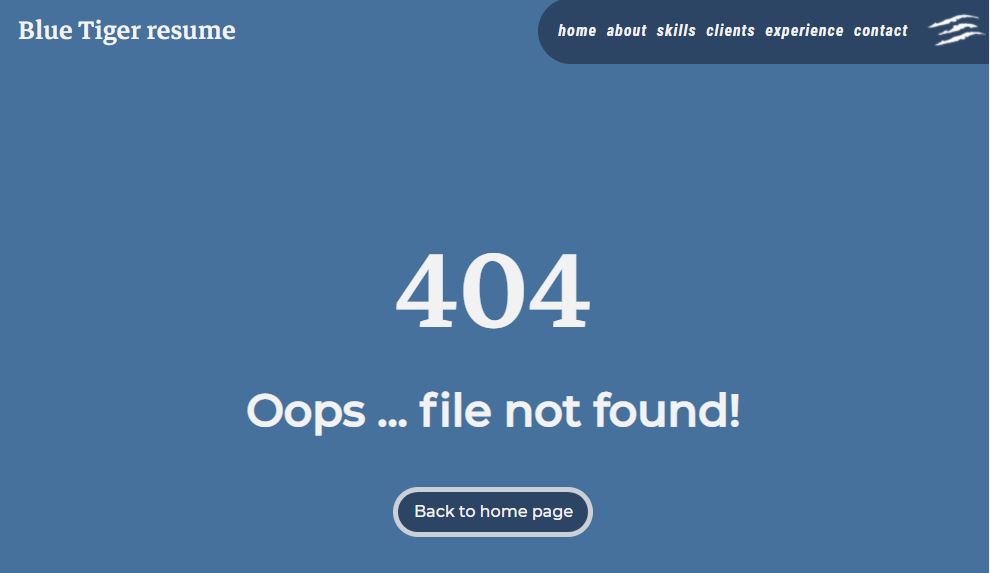 Blue Tiger resume
home about skills clients experience contact
404
Oops ... file not found!
Back to home page